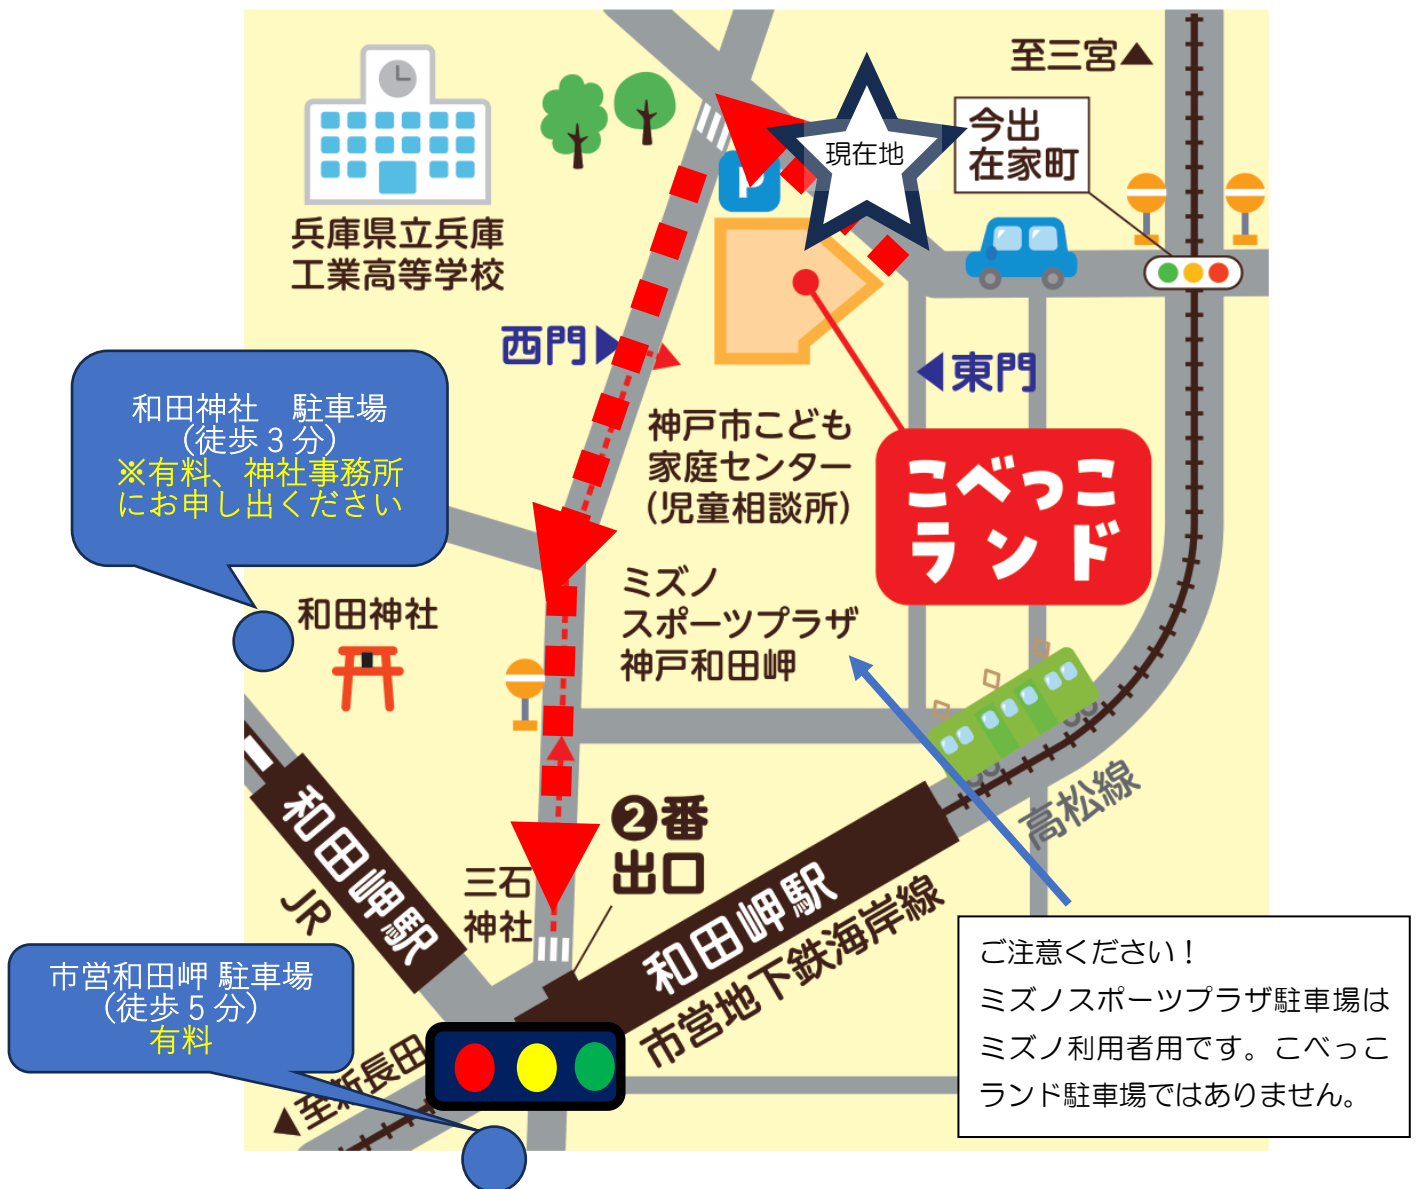 至三宮▲
今出
在家町
現在地
P
兵庫県立兵庫
工業高等学校
西門▶
◀東門
和田神社　駐車場
（徒歩３分）
※有料、神社事務所
にお申し出ください
神戸市こども
家庭センター
(児童相談所)
こべっこ
ランド
和田神社
ミズノ
スポーツプラザ
神戸和田岬
高松線
❷番
出口
和田岬駅
JR
三石
神社
和田岬駅
市営地下鉄海岸線
市営和田岬 駐車場
（徒歩５分）
有料
◀至新長田
ご注意ください！
ミズノスポーツプラザ駐車場は
ミズノ利用者用です。こべっこ
ランド駐車場ではありません。